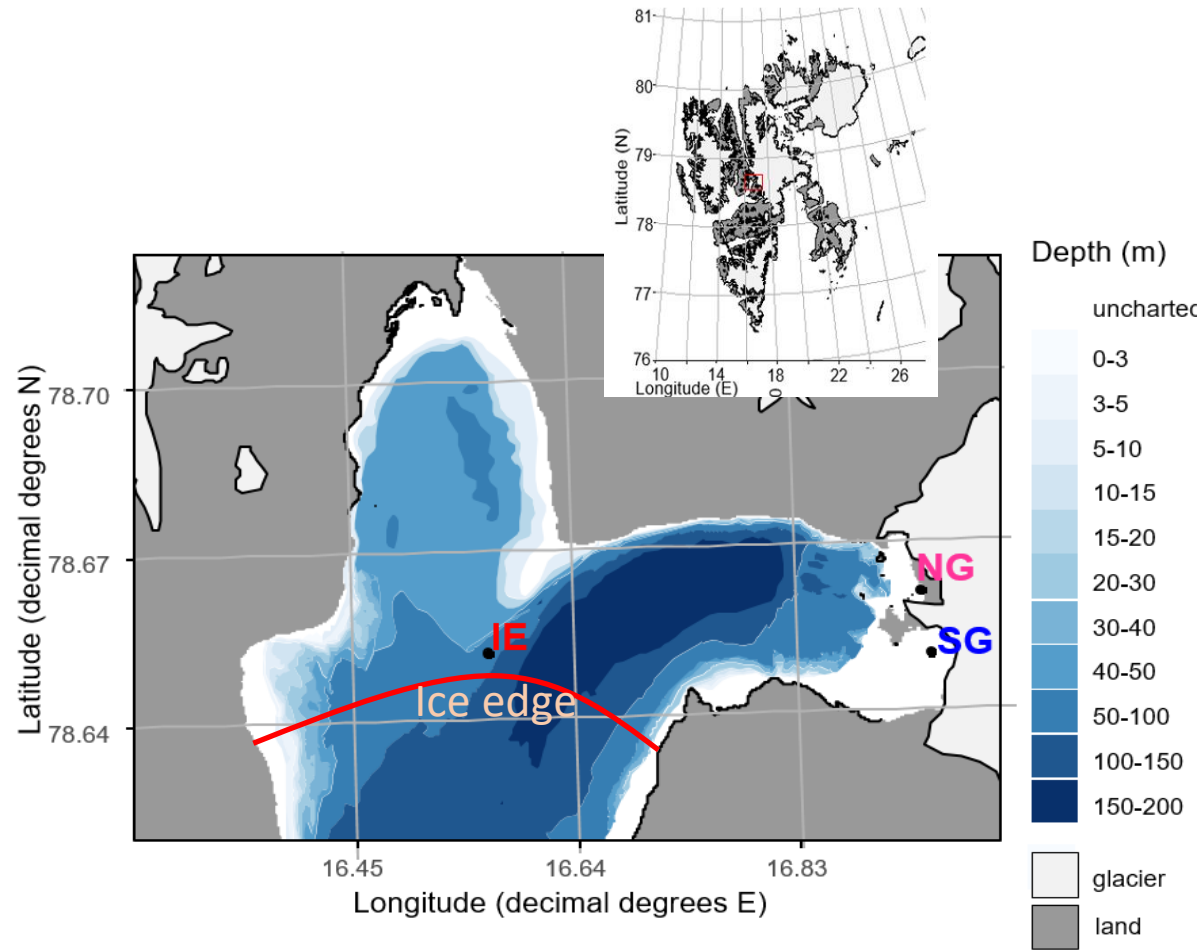 81
80
79
78
77
76
Latitude (N)
10
14
18
22
26
0
Longitude (E)
78.70
78.67
78.64
Latitude (decimal degrees N)
NG
IE
SG
Ice edge
16.45
16.64
16.83
Longitude (decimal degrees E)
Depth (m)
uncharted
0-3
3-5
5-10
10-15
15-20
20-30
30-40
40-50
50-100
100-150
150-200
glacier
land